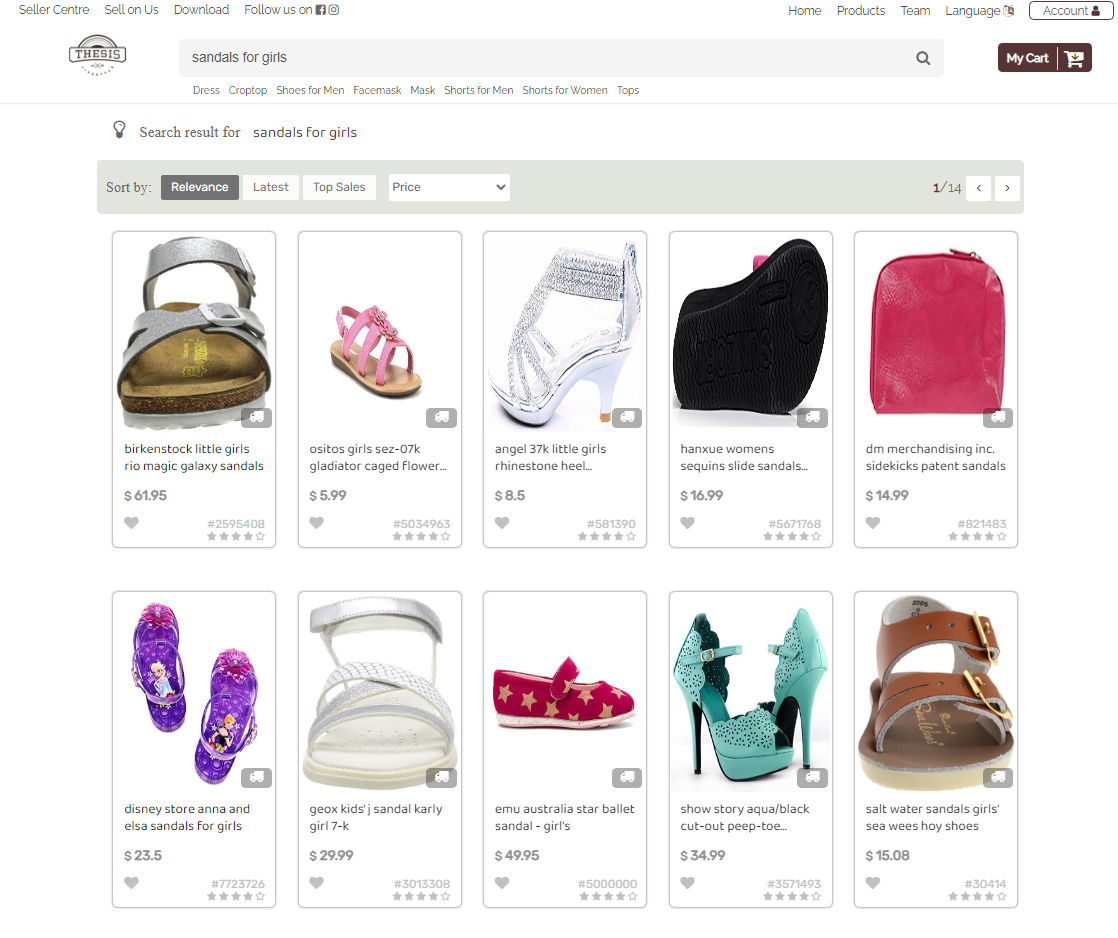 Seller Centre Sell on Us Download Follow us on
Home Products Team Language Account
THESIS
sandals for girls
My Cart
Dress Croptop Shoes for Men Facemask Mask Shorts for Men Shorts for Women Tops
Search result for sandals for girls
Sort by: Relevance Latest Top Sales Price
1/14 ‹ ›
birkenstock little girls
rio magic galaxy sandals
$ 61.95
#2595408
ositos girls sez-07k
gladiator caged flower...
$ 5.99
#5034963
angel 37k little girls
rhinestone heel...
$ 8.5
#581390
hanxue womens
sequins slide sandals...
$ 16.99
#5671768
dm merchandising inc.
sidekicks patent sandals
$ 14.99
#821483
disney store anna and
elsa sandals for girls
$ 23.5
#7723726
geox kids' j sandal karly
girl 7-k
$ 29.99
#3013308
emu australia star ballet
sandal - girl's
$ 49.95
#5000000
show story aqua/black
cut-out peep-toe...
$ 34.99
#3571493
salt water sandals girls'
sea wees hoy shoes
$ 15.08
#30414